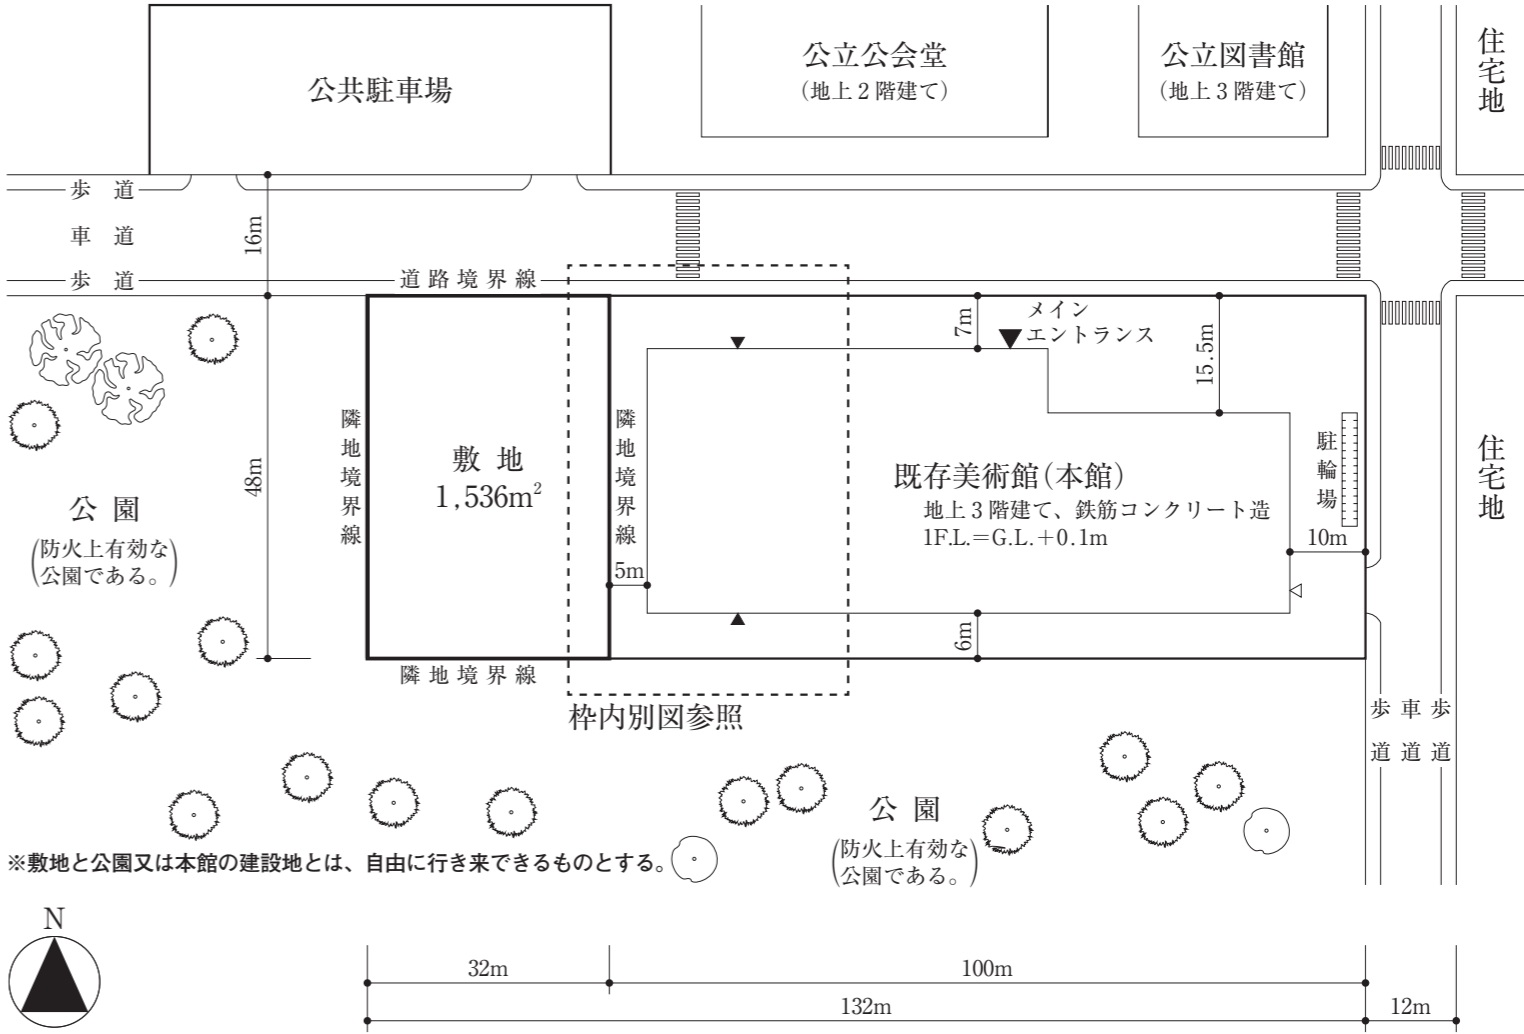 公共駐車場
公立公会堂
(地上2階建て)
公立図書館
(地上3階建て)
住宅地
歩道
車道
歩道
16m
道路境界線
7m
メイン
エントランス
15.5m
隣地境界線
48m
敷地
1,536m²
隣地境界線
5m
既存美術館(本館)
地上3階建て、鉄筋コンクリート造
1F.L.=G.L.+0.1m
駐輪場
10m
住宅地
公園
(防火上有効な
公園である。)
隣地境界線
6m
枠内別図参照
歩道
車道
歩道
公園
(防火上有効な
公園である。)
※敷地と公園又は本館の建設地とは、自由に行き来できるものとする。
N
32m
100m
132m
12m